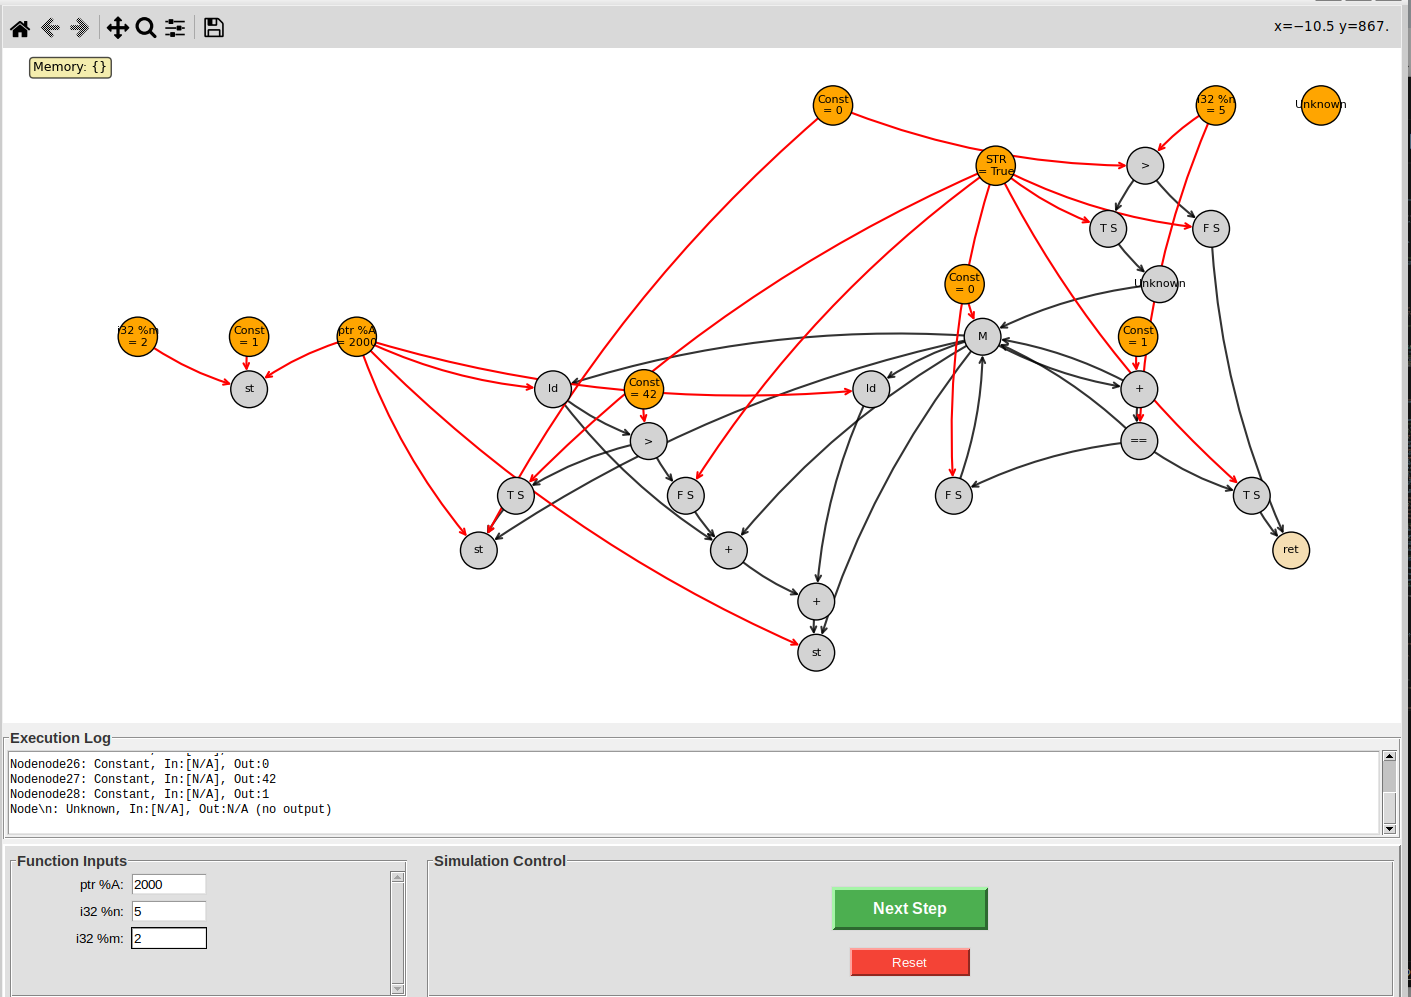 x=−10.5 y=867.
Memory: {}
Const
= 0
i32 %n
= 5
Unknown
STR
= True
>
T S
F S
Const
= 0
Unknown
i32 %m
= 2
Const
= 1
ptr %A
= 2000
M
Const
= 1
st
ld
Const
= 42
ld
+
>
==
T S
F S
F S
T S
st
+
ret
+
st
Execution Log
Nodenode26: Constant, In:[N/A], Out:0
Nodenode27: Constant, In:[N/A], Out:42
Nodenode28: Constant, In:[N/A], Out:1
Node\n: Unknown, In:[N/A], Out:N/A (no output)
Function Inputs
ptr %A: 2000
i32 %n: 5
i32 %m: 2
Simulation Control
Next Step
Reset